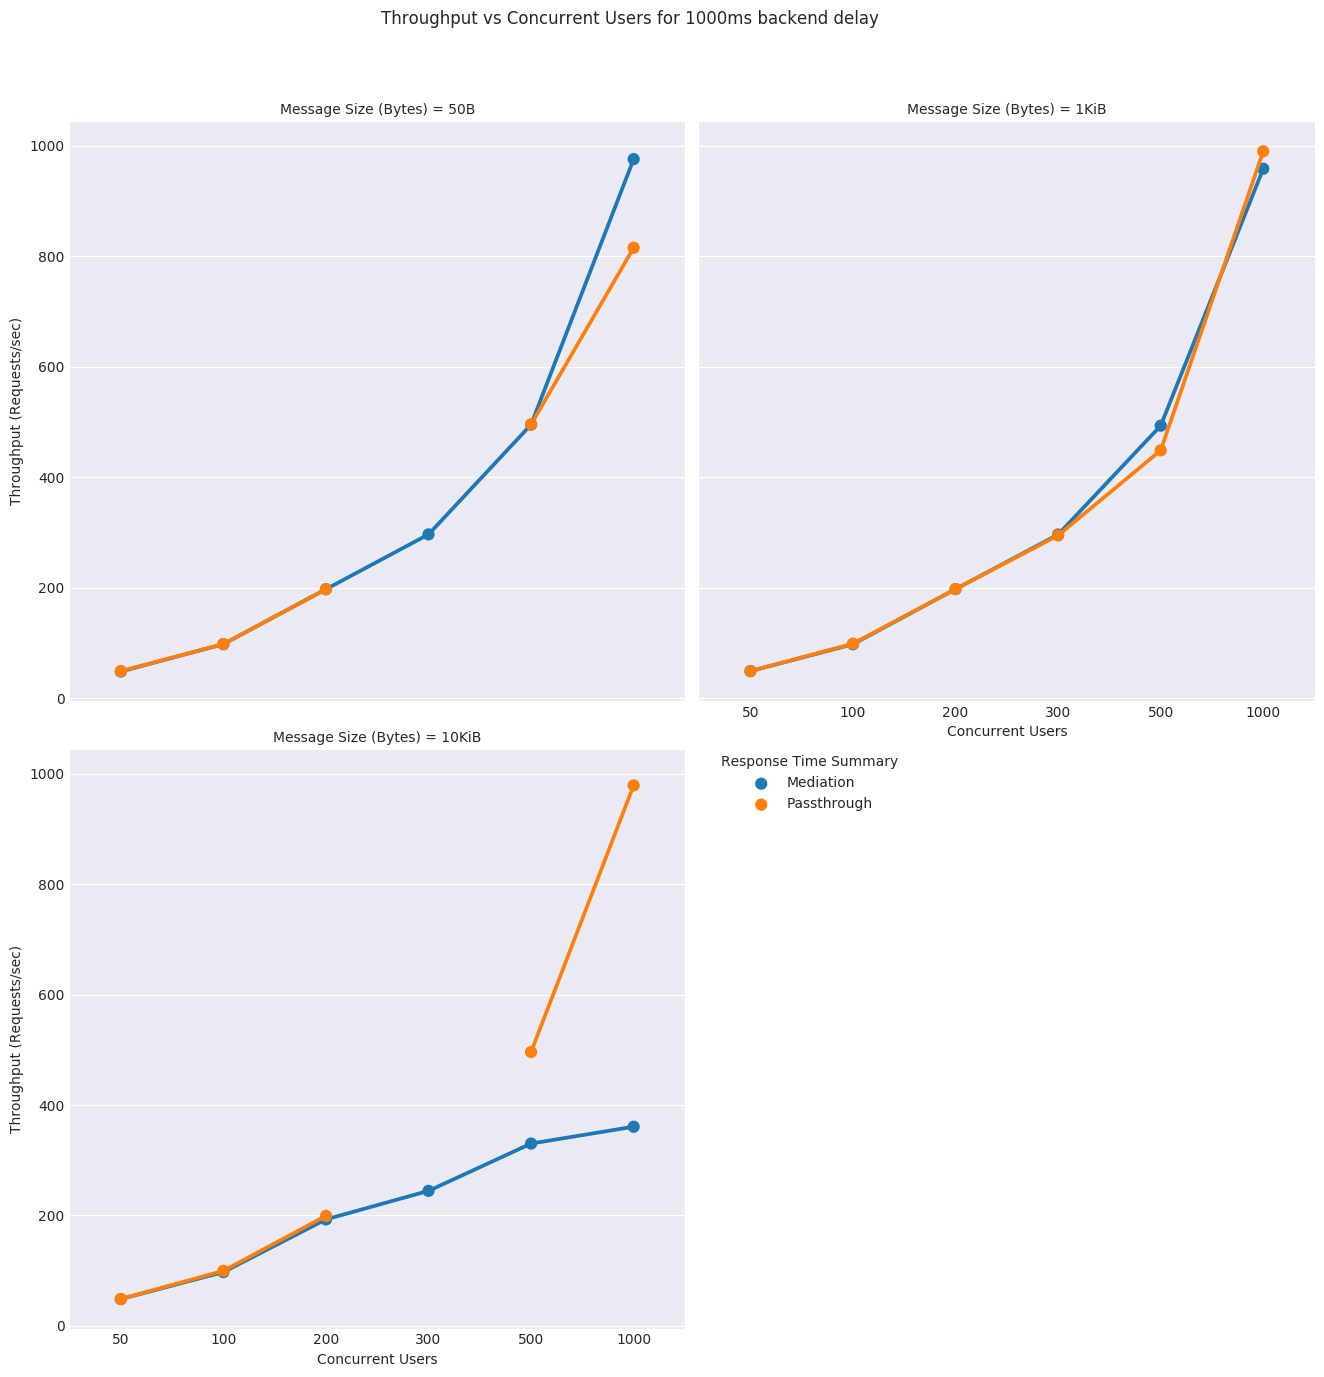 Throughput vs Concurrent Users for 1000ms backend delay
Message Size (Bytes) = 50B
1000
800
600
400
200
0
Throughput (Requests/sec)
Message Size (Bytes) = 1KiB
50 100 200 300 500 1000
Concurrent Users
Message Size (Bytes) = 10KiB
1000
800
600
400
200
0
Throughput (Requests/sec)
50 100 200 300 500 1000
Concurrent Users
Response Time Summary
Mediation
Passthrough